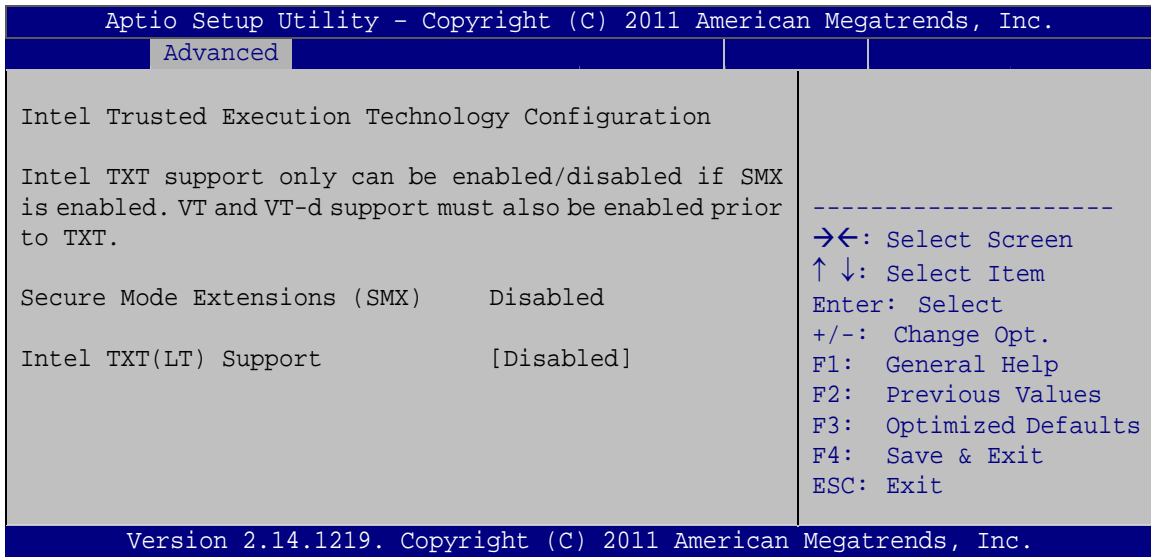 Aptio Setup Utility – Copyright (C) 2011 American Megatrends, Inc.
Advanced
Intel Trusted Execution Technology Configuration
Intel TXT support only can be enabled/disabled if SMX
is enabled. VT and VT-d support must also be enabled prior
to TXT.
Secure Mode Extensions (SMX) Disabled
Intel TXT(LT) Support [Disabled]
---------------------
→←: Select Screen
↑ ↓: Select Item
Enter: Select
+/-: Change Opt.
F1: General Help
F2: Previous Values
F3: Optimized Defaults
F4: Save & Exit
ESC: Exit
Version 2.14.1219. Copyright (C) 2011 American Megatrends, Inc.